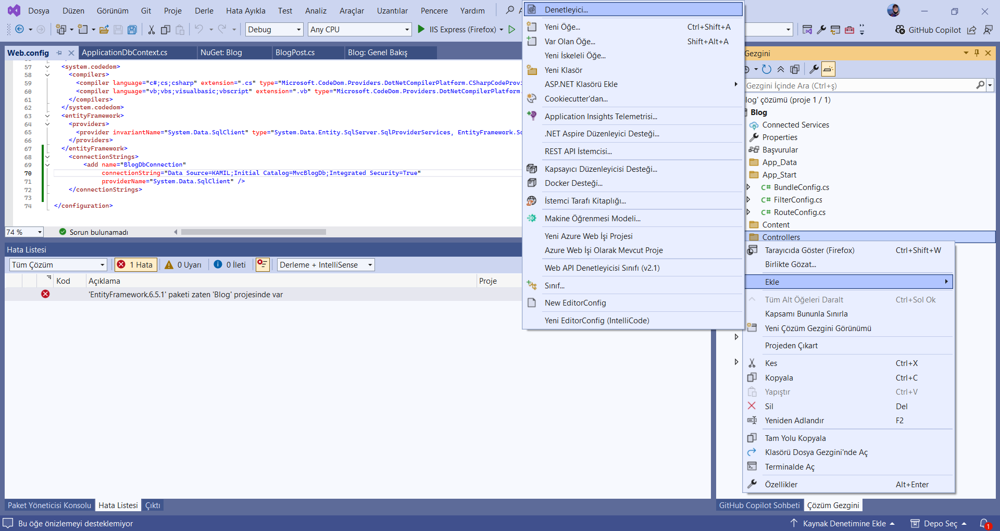 Dosya Düzen Görünüm Git Proje Derle Hata Ayıkla Test Analiz Araçlar Uzantılar Pencere Yardım
Debug Any CPU IIS Express (Firefox) GitHub Copilot
Web.config ApplicationDbContext.cs NuGet: Blog BlogPost.cs Blog: Genel Bakış
57 <system.codedom>
58 <compilers>
59 <compiler language="c#;cs;csharp" extension=".cs" type="Microsoft.CodeDom.Providers.DotNetCompilerPlatform.CSharpCodeProvi
60 <compiler language="vb;vbs;visualbasic;vbscript" extension=".vb" type="Microsoft.CodeDom.Providers.DotNetCompilerPlatform.
61 </compilers>
62 </system.codedom>
63 <entityFramework>
64 <providers>
65 <provider invariantName="System.Data.SqlClient" type="System.Data.Entity.SqlServer.SqlProviderServices, EntityFramework.Sq
66 </providers>
67 </entityFramework>
68 <connectionStrings>
69 <add name="BlogDbConnection"
70 connectionString="Data Source=KAMIL;Initial Catalog=MvcBlogDb;Integrated Security=True"
71 providerName="System.Data.SqlClient" />
72 </connectionStrings>
73
74 </configuration>
74 % Sorun bulunamadı
Hata Listesi
Tüm Çözüm 1 Hata 0 Uyarı 0 İleti Derleme + IntelliSense
Kod Açıklama Proje
'EntityFramework.6.5.1' paketi zaten 'Blog' projesinde var
Paket Yöneticisi Konsolu Hata Listesi Çıktı
Denetleyici...
Yeni Öğe... Ctrl+Shift+A
Var Olan Öğe... Shift+Alt+A
Yeni İskeleli Öğe...
Yeni Klasör
ASP.NET Klasörü Ekle
Cookiecutter'dan...
Application Insights Telemetrisi...
.NET Aspire Düzenleyici Desteği...
REST API İstemcisi...
Kapsayıcı Düzenleyicisi Desteği...
Docker Desteği...
İstemci Tarafı Kitaplığı...
Makine Öğrenmesi Modeli...
Yeni Azure Web İşi Projesi
Azure Web İşi Olarak Mevcut Proje
Web API Denetleyicisi Sınıfı (v2.1)
Sınıf...
New EditorConfig
Yeni EditorConfig (IntelliCode)
Gezgini
Gezgini İçinde Ara (Ctrl+ş)
log' çözümü (proje 1 / 1)
Blog
Connected Services
Properties
Başvurular
App_Data
App_Start
C# BundleConfig.cs
C# FilterConfig.cs
C# RouteConfig.cs
Content
Controllers
Tarayıcıda Göster (Firefox) Ctrl+Shift+W
Birlikte Gözat...
Ekle
Tüm Alt Öğeleri Daralt Ctrl+Sol Ok
Kapsamı Bununla Sınırla
Yeni Çözüm Gezgini Görünümü
Projeden Çıkart
Kes Ctrl+X
Kopyala Ctrl+C
Yapıştır Ctrl+V
Sil Del
Yeniden Adlandır F2
Tam Yolu Kopyala
Klasörü Dosya Gezgini'nde Aç
Terminalde Aç
Özellikler Alt+Enter
GitHub Copilot Sohbeti Çözüm Gezgini
Bu öğe önizlemeyi desteklemiyor Kaynak Denetimine Ekle Depo Seç 1